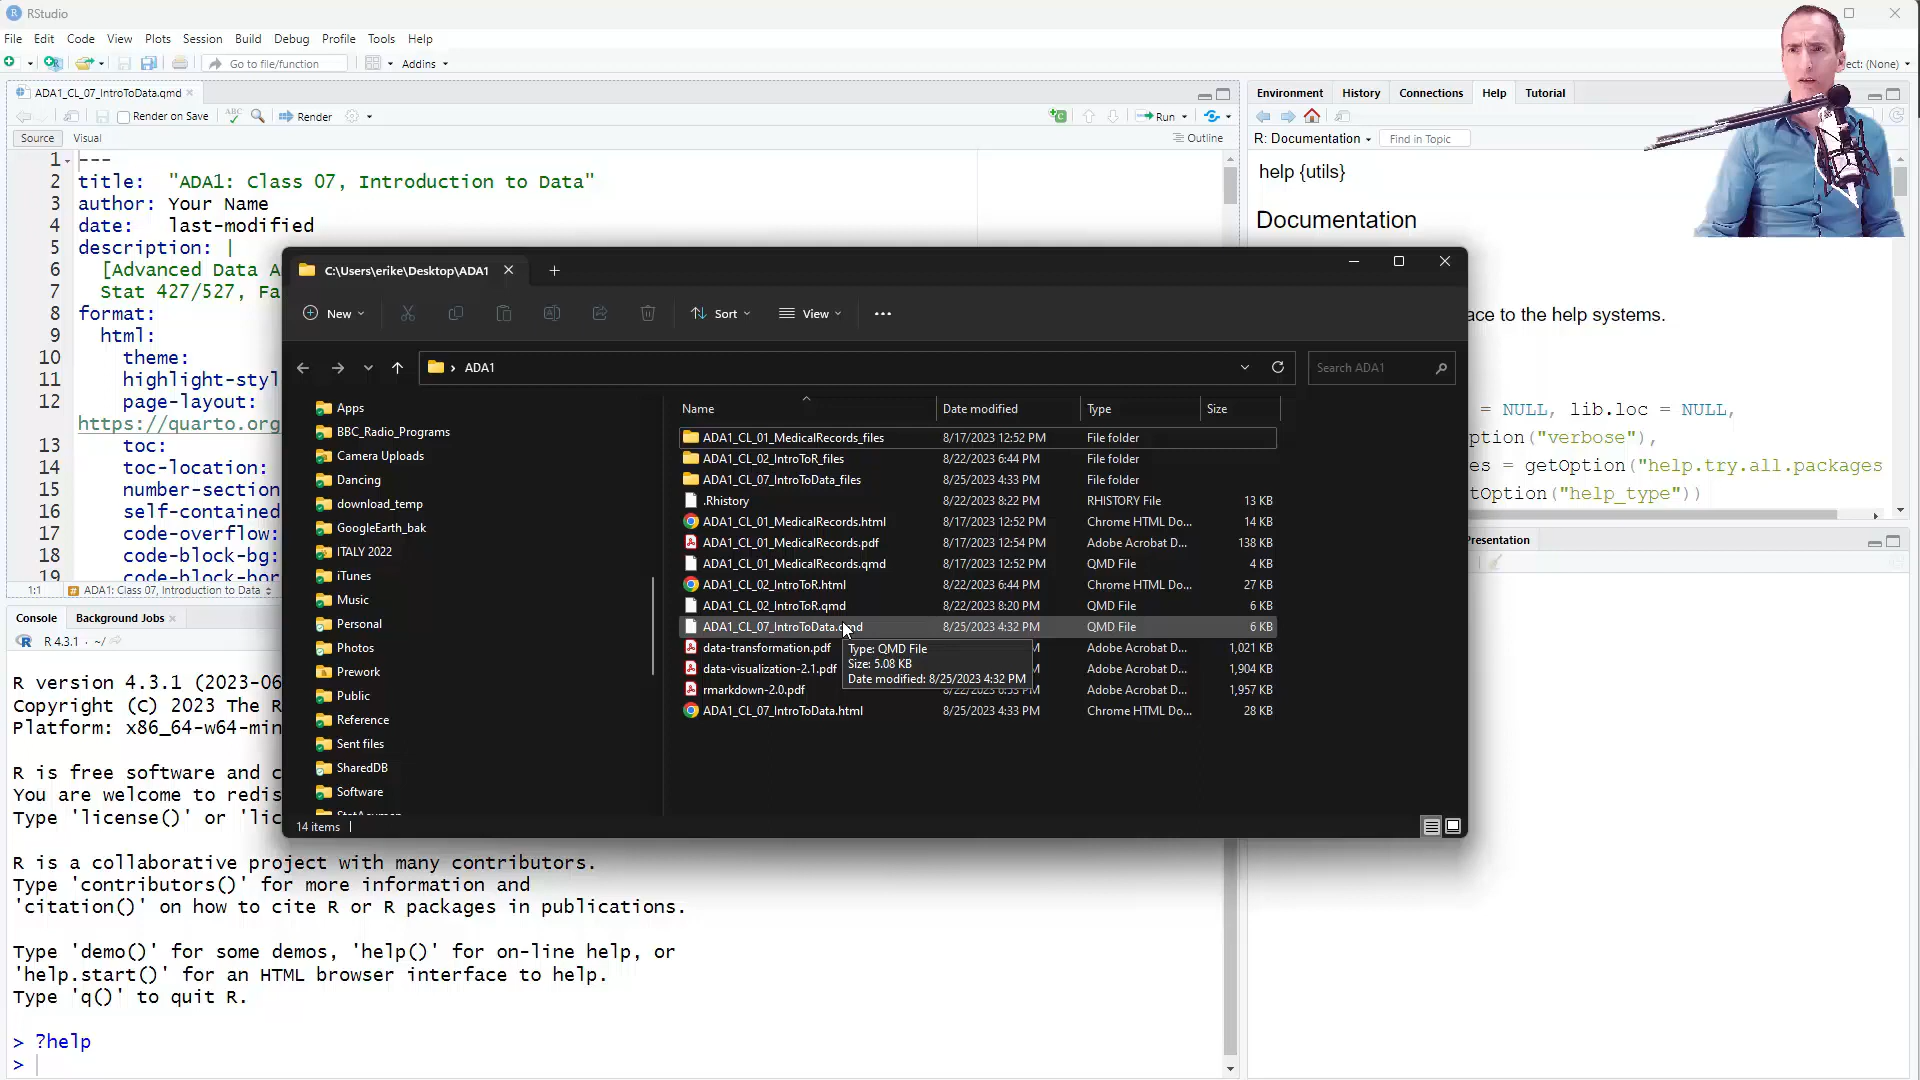 RStudio
File Edit Code View Plots Session Build Debug Profile Tools Help
Go to file/function
Addins
ect: (None)
ADA1_CL_07_IntroToData.qmd
Render on Save
Render
Run
Source Visual
Outline
1 ---
2 title: "ADA1: Class 07, Introduction to Data"
3 author: Your Name
4 date: last-modified
5 description: |
6 [Advanced Data A
7 Stat 427/527, Fa
8 format:
9 html:
10 theme:
11 highlight-styl
12 page-layout:
https://quarto.org
13 toc:
14 toc-location:
15 number-section
16 self-contained
17 code-overflow:
18 code-block-bg:
19 code-block-bor
1:1 ADA1: Class 07, Introduction to Data
Environment History Connections Help Tutorial
R: Documentation Find in Topic
help {utils}
Documentation
ace to the help systems.
= NULL, lib.loc = NULL,
ption("verbose"),
es = getOption("help.try.all.packages
tOption("help_type"))
Presentation
C:\Users\erike\Desktop\ADA1
New Sort View
ADA1
Search ADA1
Apps
BBC_Radio_Programs
Camera Uploads
Dancing
download_temp
GoogleEarth_bak
ITALY 2022
iTunes
Music
Personal
Photos
Prework
Public
Reference
Sent files
SharedDB
Software
Name Date modified Type Size
ADA1_CL_01_MedicalRecords_files 8/17/2023 12:52 PM File folder
ADA1_CL_02_IntroToR_files 8/22/2023 6:44 PM File folder
ADA1_CL_07_IntroToData_files 8/25/2023 4:33 PM File folder
.Rhistory 8/22/2023 8:22 PM RHISTORY File 13 KB
ADA1_CL_01_MedicalRecords.html 8/17/2023 12:52 PM Chrome HTML Do... 14 KB
ADA1_CL_01_MedicalRecords.pdf 8/17/2023 12:54 PM Adobe Acrobat D... 138 KB
ADA1_CL_01_MedicalRecords.qmd 8/17/2023 12:52 PM QMD File 4 KB
ADA1_CL_02_IntroToR.html 8/22/2023 6:44 PM Chrome HTML Do... 27 KB
ADA1_CL_02_IntroToR.qmd 8/22/2023 8:20 PM QMD File 6 KB
ADA1_CL_07_IntroToData.qmd 8/25/2023 4:32 PM QMD File 6 KB
data-transformation.pdf Adobe Acrobat D... 1,021 KB
data-visualization-2.1.pdf Adobe Acrobat D... 1,904 KB
rmarkdown-2.0.pdf Adobe Acrobat D... 1,957 KB
ADA1_CL_07_IntroToData.html 8/25/2023 4:33 PM Chrome HTML Do... 28 KB
Type: QMD File
Size: 5.08 KB
Date modified: 8/25/2023 4:32 PM
14 items
Console Background Jobs
R 4.3.1 · ~/
R version 4.3.1 (2023-06
Copyright (C) 2023 The R
Platform: x86_64-w64-min
R is free software and c
You are welcome to redis
Type 'license()' or 'lic
R is a collaborative project with many contributors.
Type 'contributors()' for more information and
'citation()' on how to cite R or R packages in publications.
Type 'demo()' for some demos, 'help()' for on-line help, or
'help.start()' for an HTML browser interface to help.
Type 'q()' to quit R.
> ?help
>